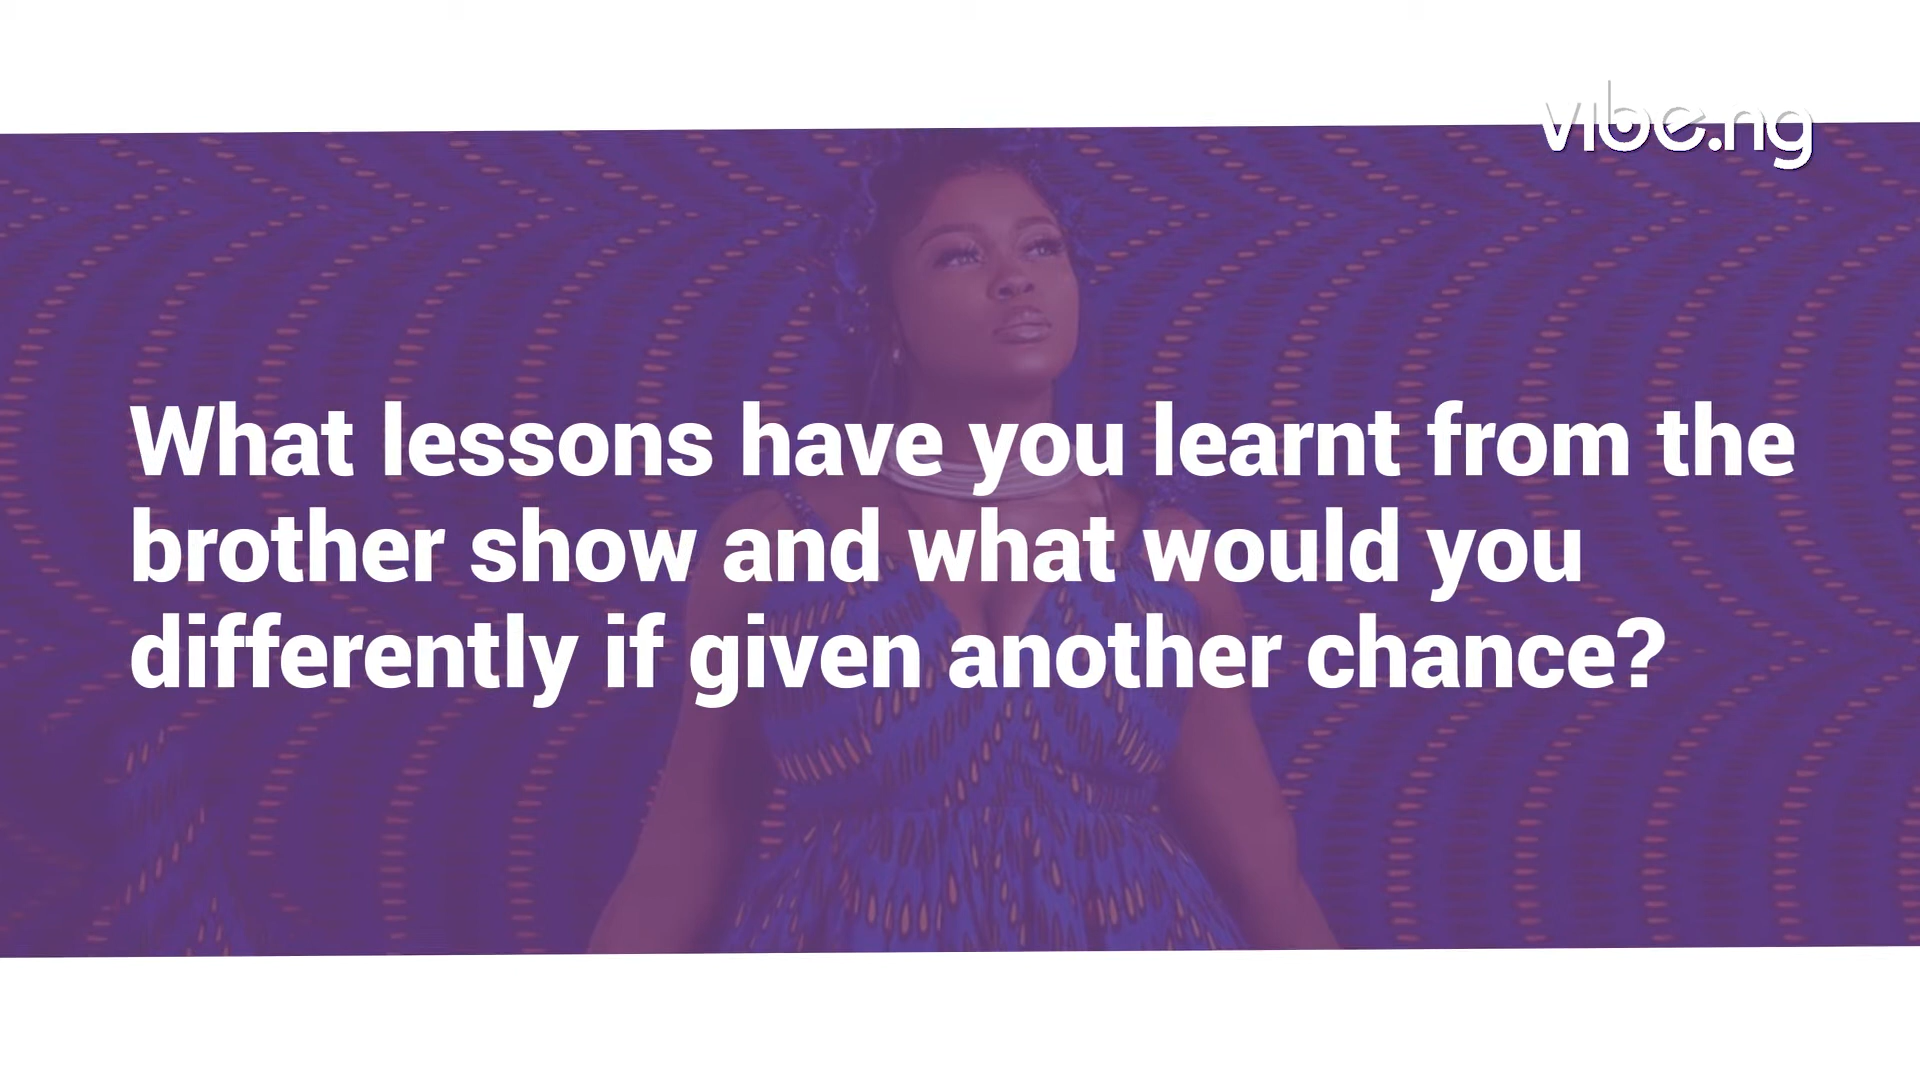 vibe.ng
What lessons have you learnt from the
brother show and what would you
differently if given another chance?